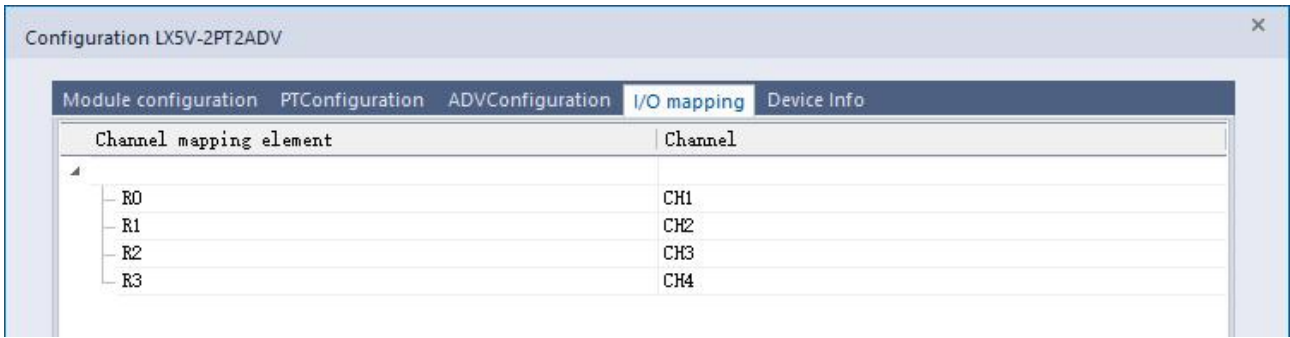 Configuration LX5V-2PT2ADV
Module configuration PTConfiguration ADVConfiguration I/O mapping Device Info
Channel mapping element Channel
R0 CH1
R1 CH2
R2 CH3
R3 CH4